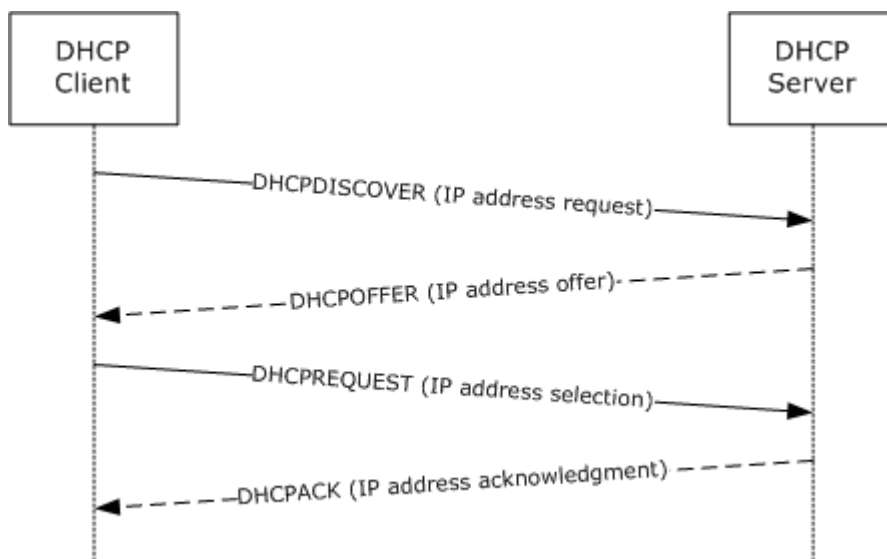 DHCP
Client
DHCP
Server
DHCPDISCOVER (IP address request)
DHCPOFFER (IP address offer)
DHCPREQUEST (IP address selection)
DHCPACK (IP address acknowledgment)